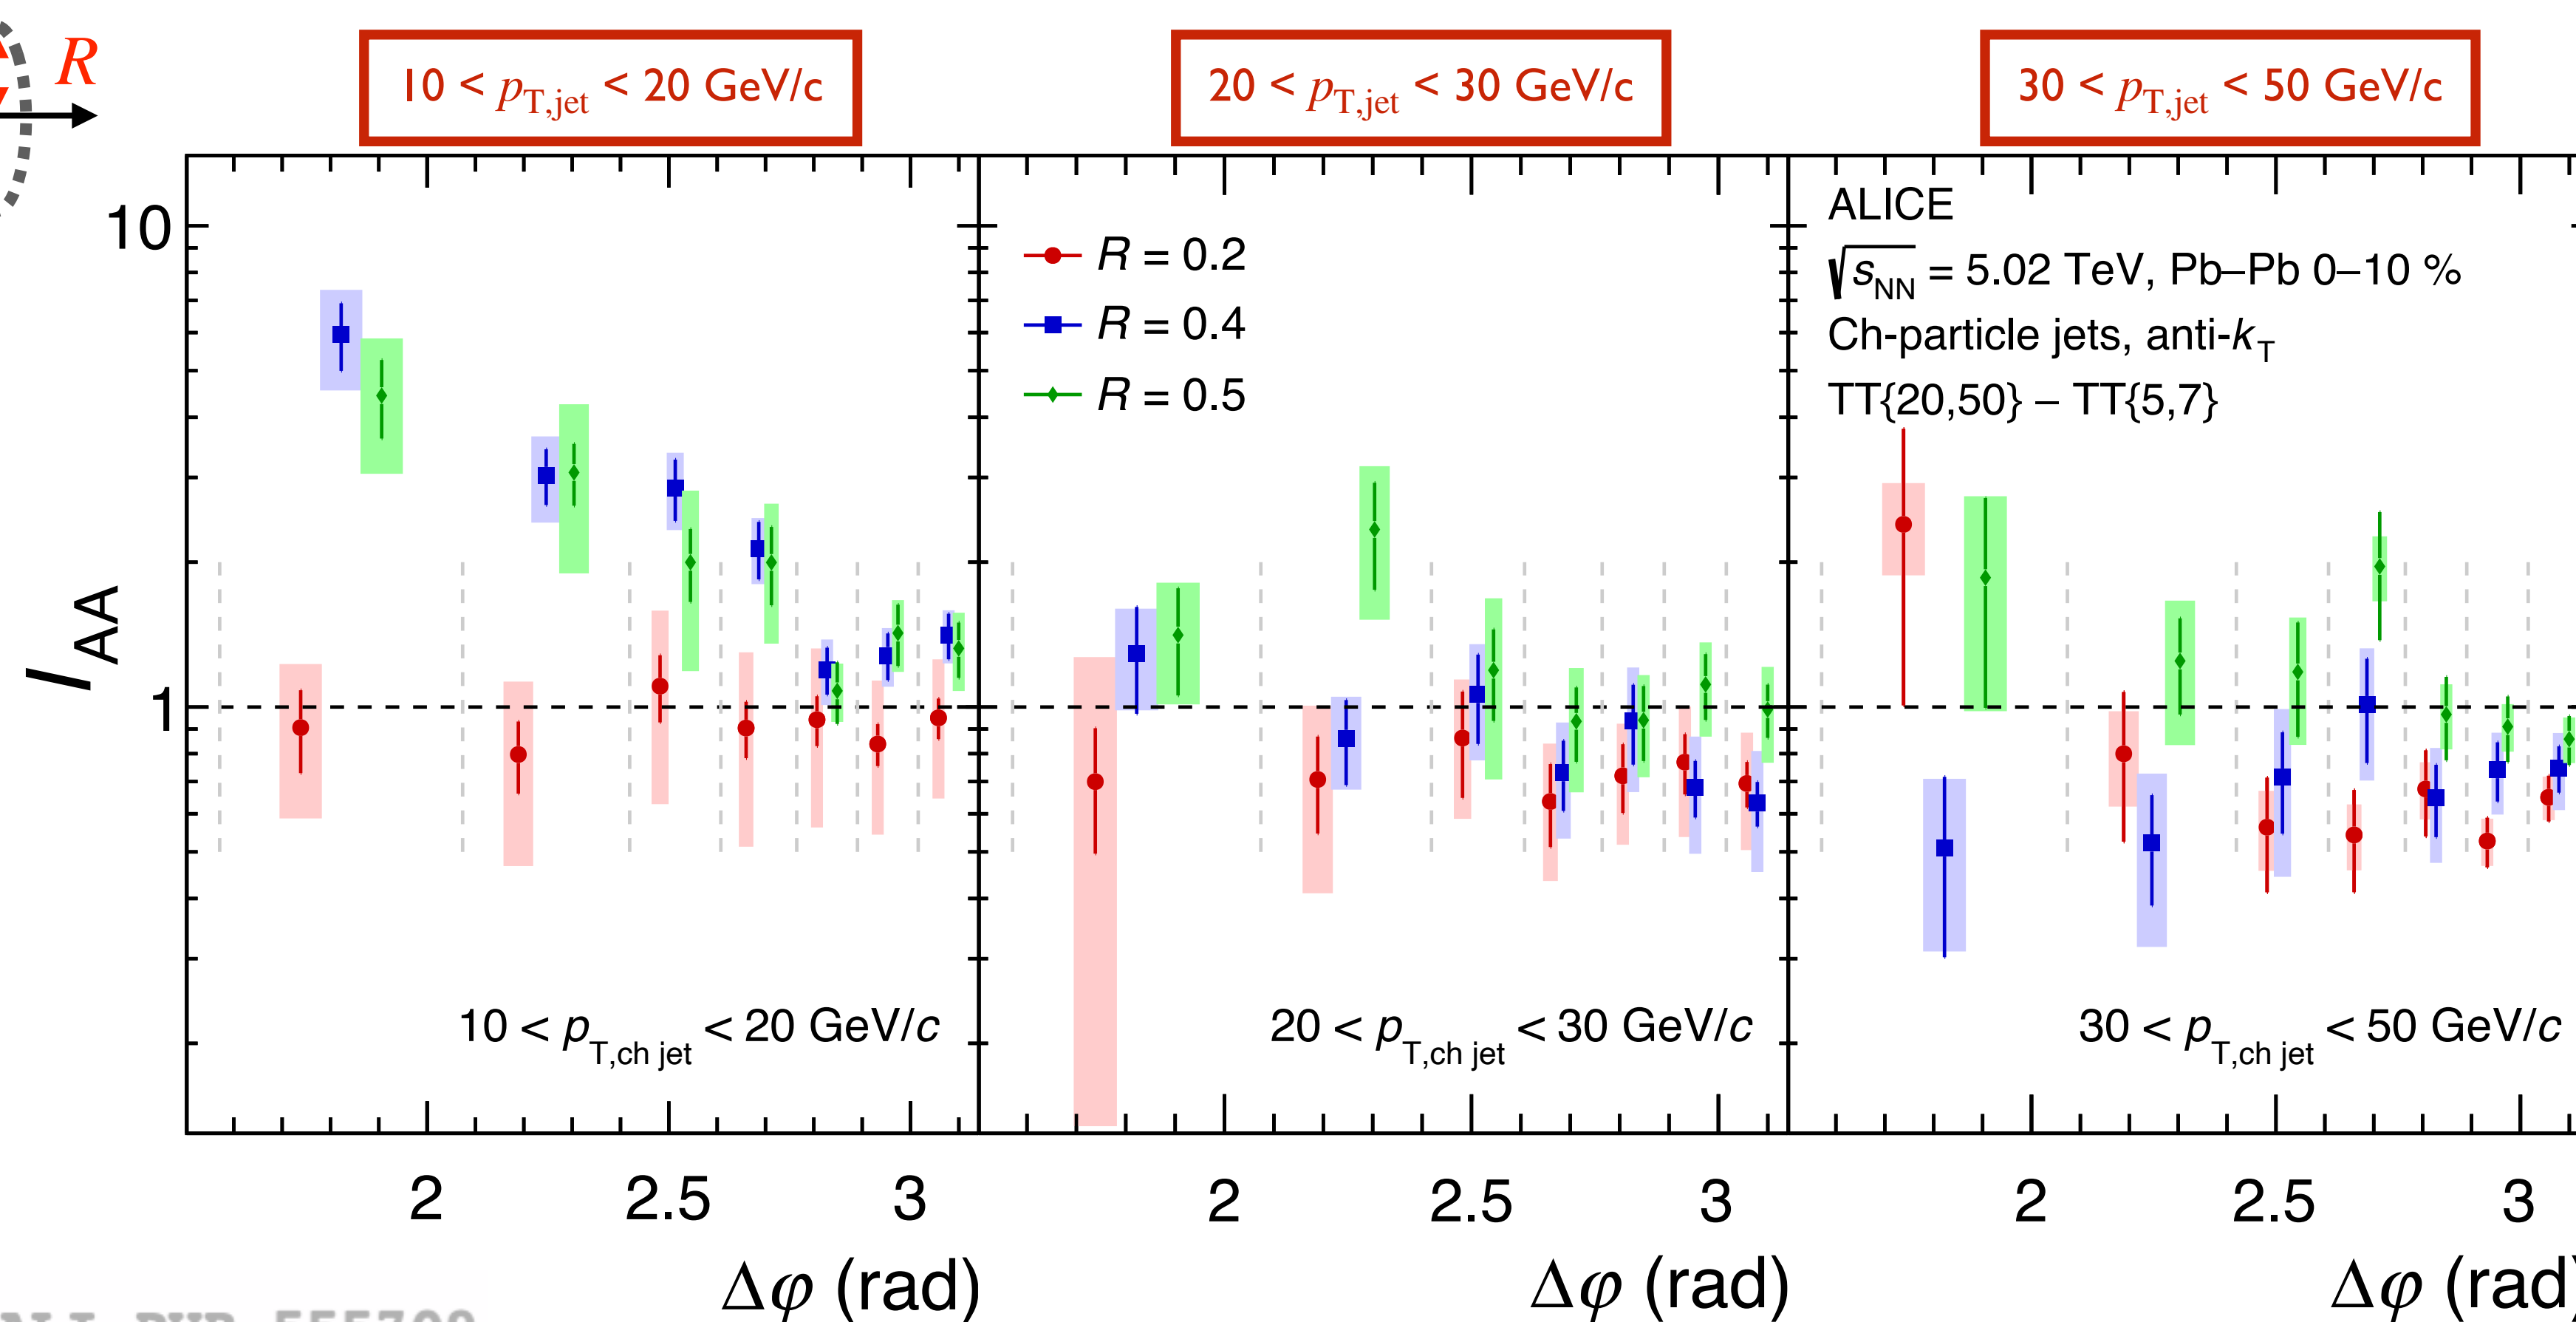 R
10 < pT,jet < 20 GeV/c
20 < pT,jet < 30 GeV/c
30 < pT,jet < 50 GeV/c
10
1
IAA
R = 0.2
R = 0.4
R = 0.5
ALICE
√sNN = 5.02 TeV, Pb–Pb 0–10 %
Ch-particle jets, anti-kT
TT{20,50} – TT{5,7}
10 < pT,ch jet < 20 GeV/c
20 < pT,ch jet < 30 GeV/c
30 < pT,ch jet < 50 GeV/c
2 2.5 3
2 2.5 3
2 2.5 3
Δφ (rad)
Δφ (rad)
Δφ (rad)